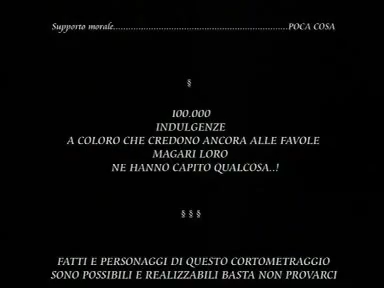 Supporto morale......................................................................POCA COSA
§
100.000
INDULGENZE
A COLORO CHE CREDONO ANCORA ALLE FAVOLE
MAGARI LORO
NE HANNO CAPITO QUALCOSA..!
§ § §
FATTI E PERSONAGGI DI QUESTO CORTOMETRAGGIO
SONO POSSIBILI E REALIZZABILI BASTA NON PROVARCI